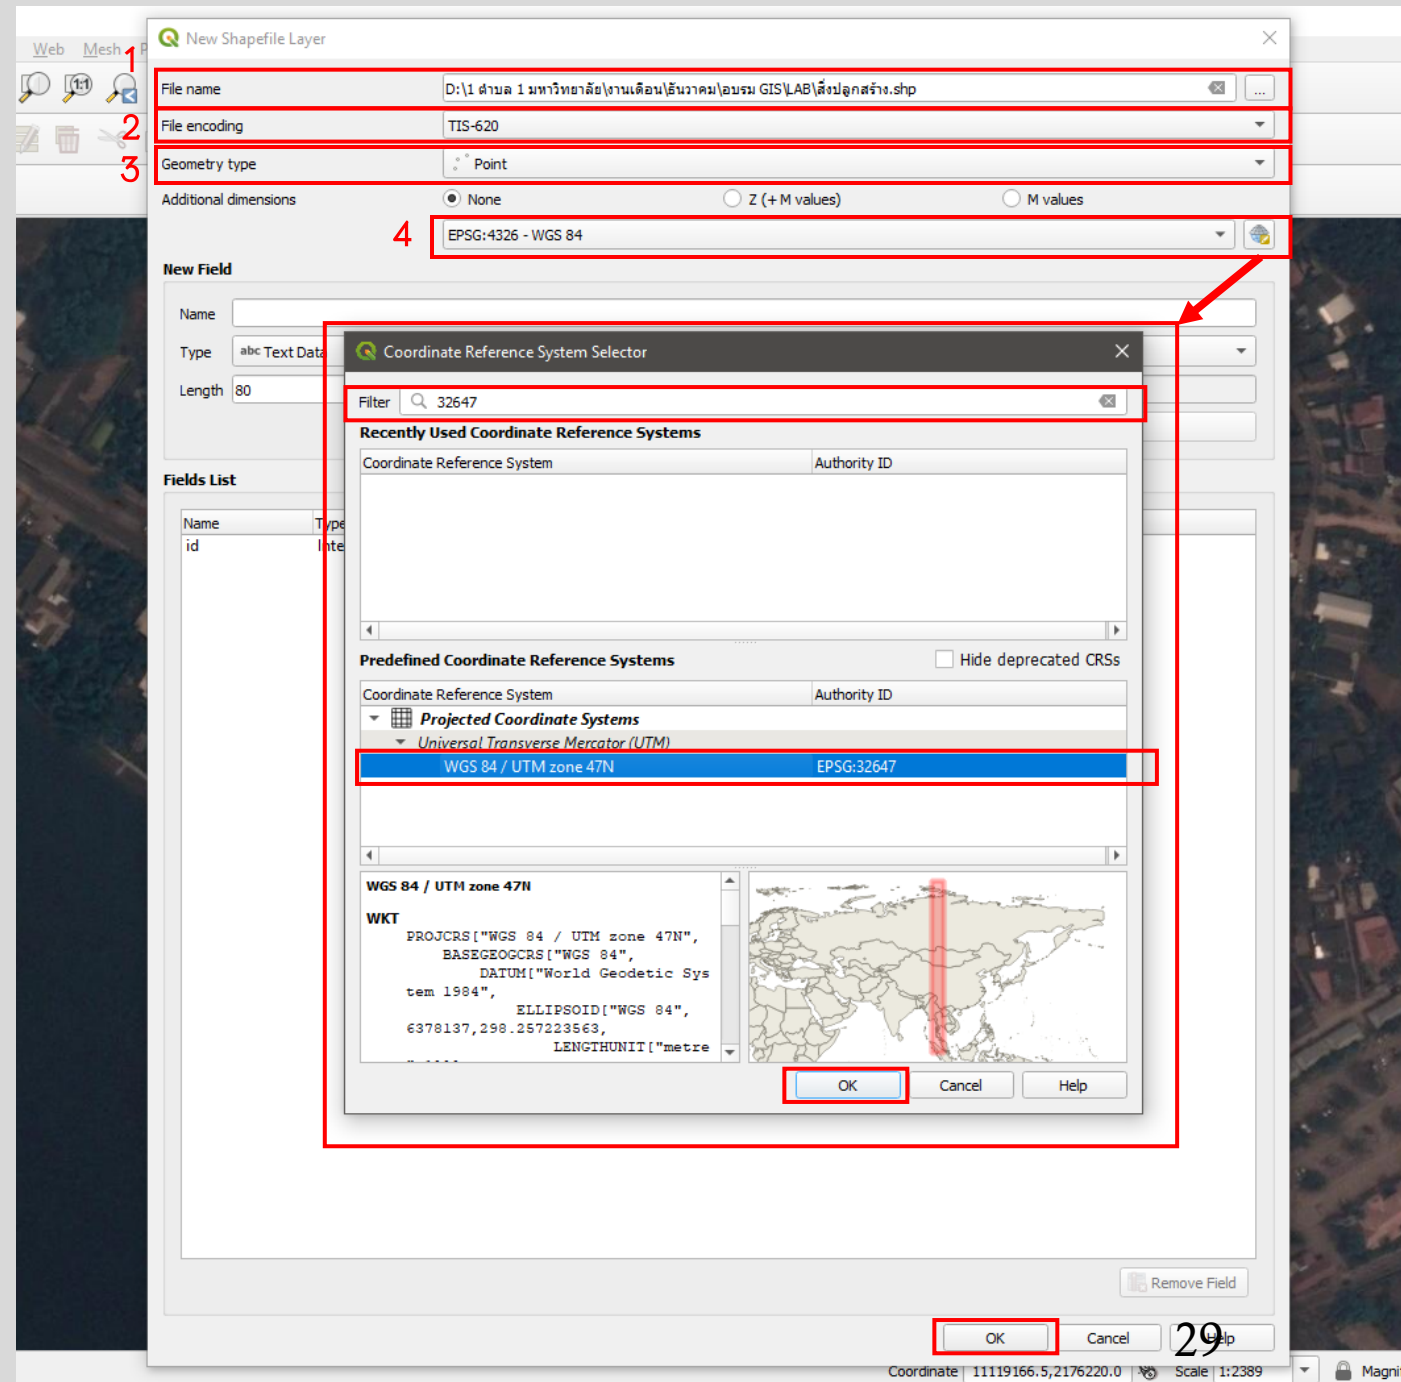 Web Mesh P
New Shapefile Layer
1
File name D:\1 ตำบล 1 มหาวิทยาลัย\งานเดือน\ธันวาคม\อบรม GIS\LAB\สิ่งปลูกสร้าง.shp ...
2 File encoding TIS-620
3 Geometry type Point
Additional dimensions None Z (+ M values) M values
4 EPSG:4326 - WGS 84
New Field
Name
Type abc Text Data
Length 80
Coordinate Reference System Selector
Filter 32647
Recently Used Coordinate Reference Systems
Coordinate Reference System Authority ID
Fields List
Name Type
id Inte
Predefined Coordinate Reference Systems Hide deprecated CRSs
Coordinate Reference System Authority ID
Projected Coordinate Systems
Universal Transverse Mercator (UTM)
WGS 84 / UTM zone 47N EPSG:32647
WGS 84 / UTM zone 47N
WKT
PROJCRS["WGS 84 / UTM zone 47N",
BASEGEOGCRS["WGS 84",
DATUM["World Geodetic Sys
tem 1984",
ELLIPSOID["WGS 84",
6378137,298.257223563,
LENGTHUNIT["metre
OK Cancel Help
Remove Field
OK Cancel Help
29
Coordinate 11119166.5,2176220.0 Scale 1:2389 Magni